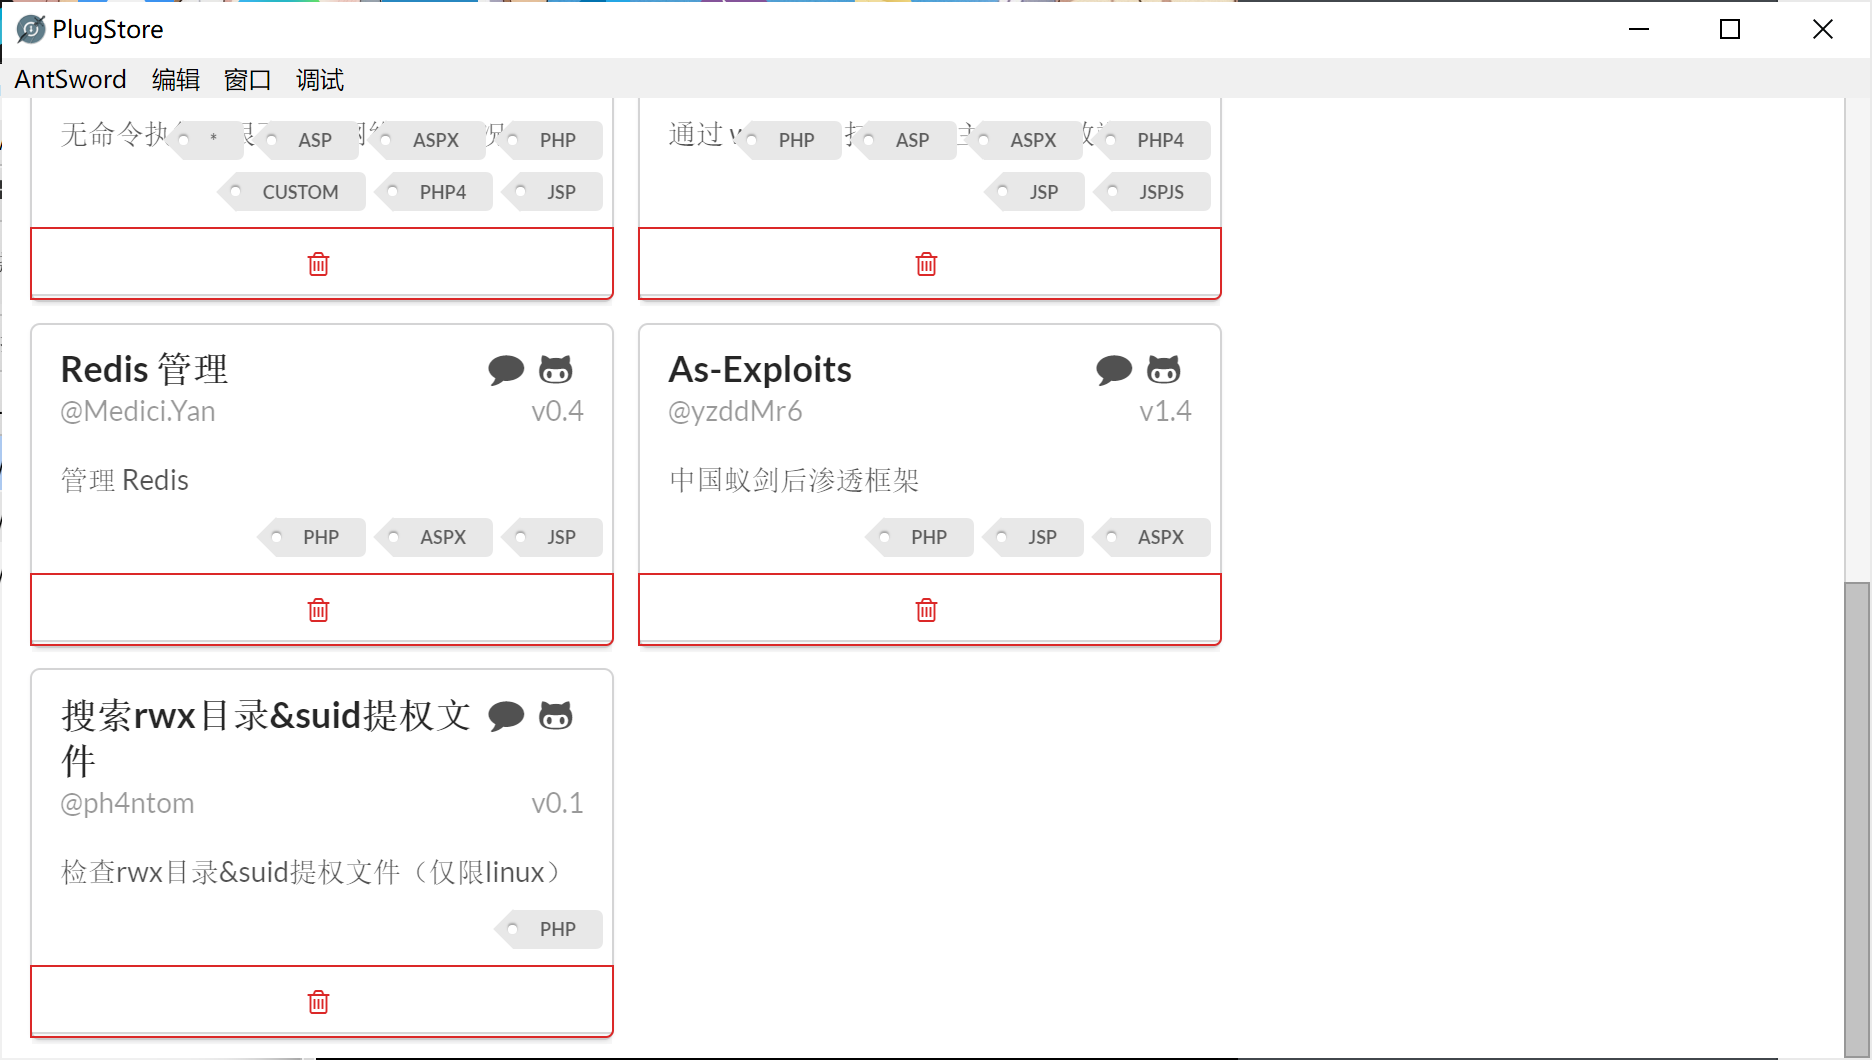 PlugStore
AntSword 编辑 窗口 调试
无命令执
* ASP ASPX PHP
CUSTOM PHP4 JSP
通过
PHP ASP ASPX PHP4
JSP JSPJS
Redis 管理
@Medici.Yan v0.4
管理 Redis
PHP ASPX JSP
As-Exploits
@yzddMr6 v1.4
中国蚁剑后渗透框架
PHP JSP ASPX
搜索rwx目录&suid提权文
件
@ph4ntom v0.1
检查rwx目录&suid提权文件（仅限linux）
PHP